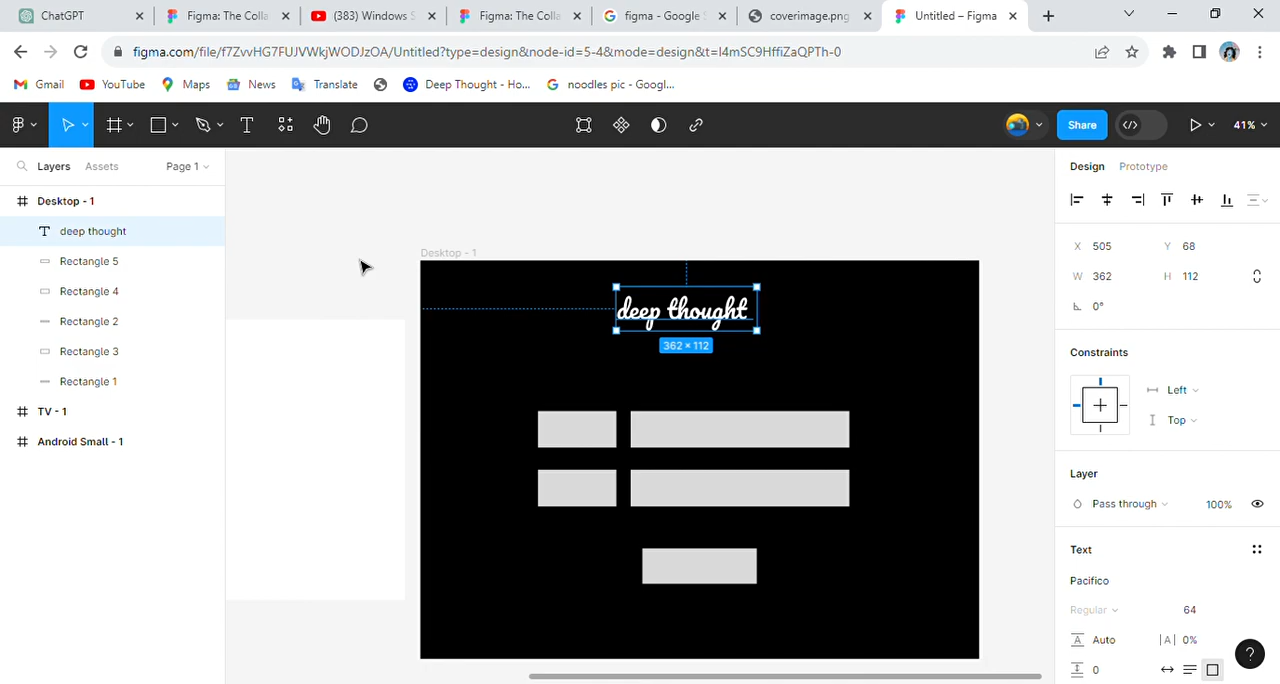 ChatGPT
Figma: The Colla
(383) Windows S
Figma: The Colla
figma - Google S
coverimage.png
Untitled – Figma
figma.com/file/f7ZvvHG7FUJVWkjWODJzOA/Untitled?type=design&node-id=5-4&mode=design&t=I4mSC9HffiZaQPTh-0
Gmail
YouTube
Maps
News
Translate
Deep Thought - Ho...
noodles pic - Googl...
Share
41%
Layers
Assets
Page 1
Design
Prototype
Desktop - 1
deep thought
Rectangle 5
Rectangle 4
Rectangle 2
Rectangle 3
Rectangle 1
TV - 1
Android Small - 1
Desktop - 1
deep thought
362 × 112
X 505
Y 68
W 362
H 112
0°
Constraints
Left
Top
Layer
Pass through
100%
Text
Pacifico
Regular
64
Auto
|A| 0%
0
?